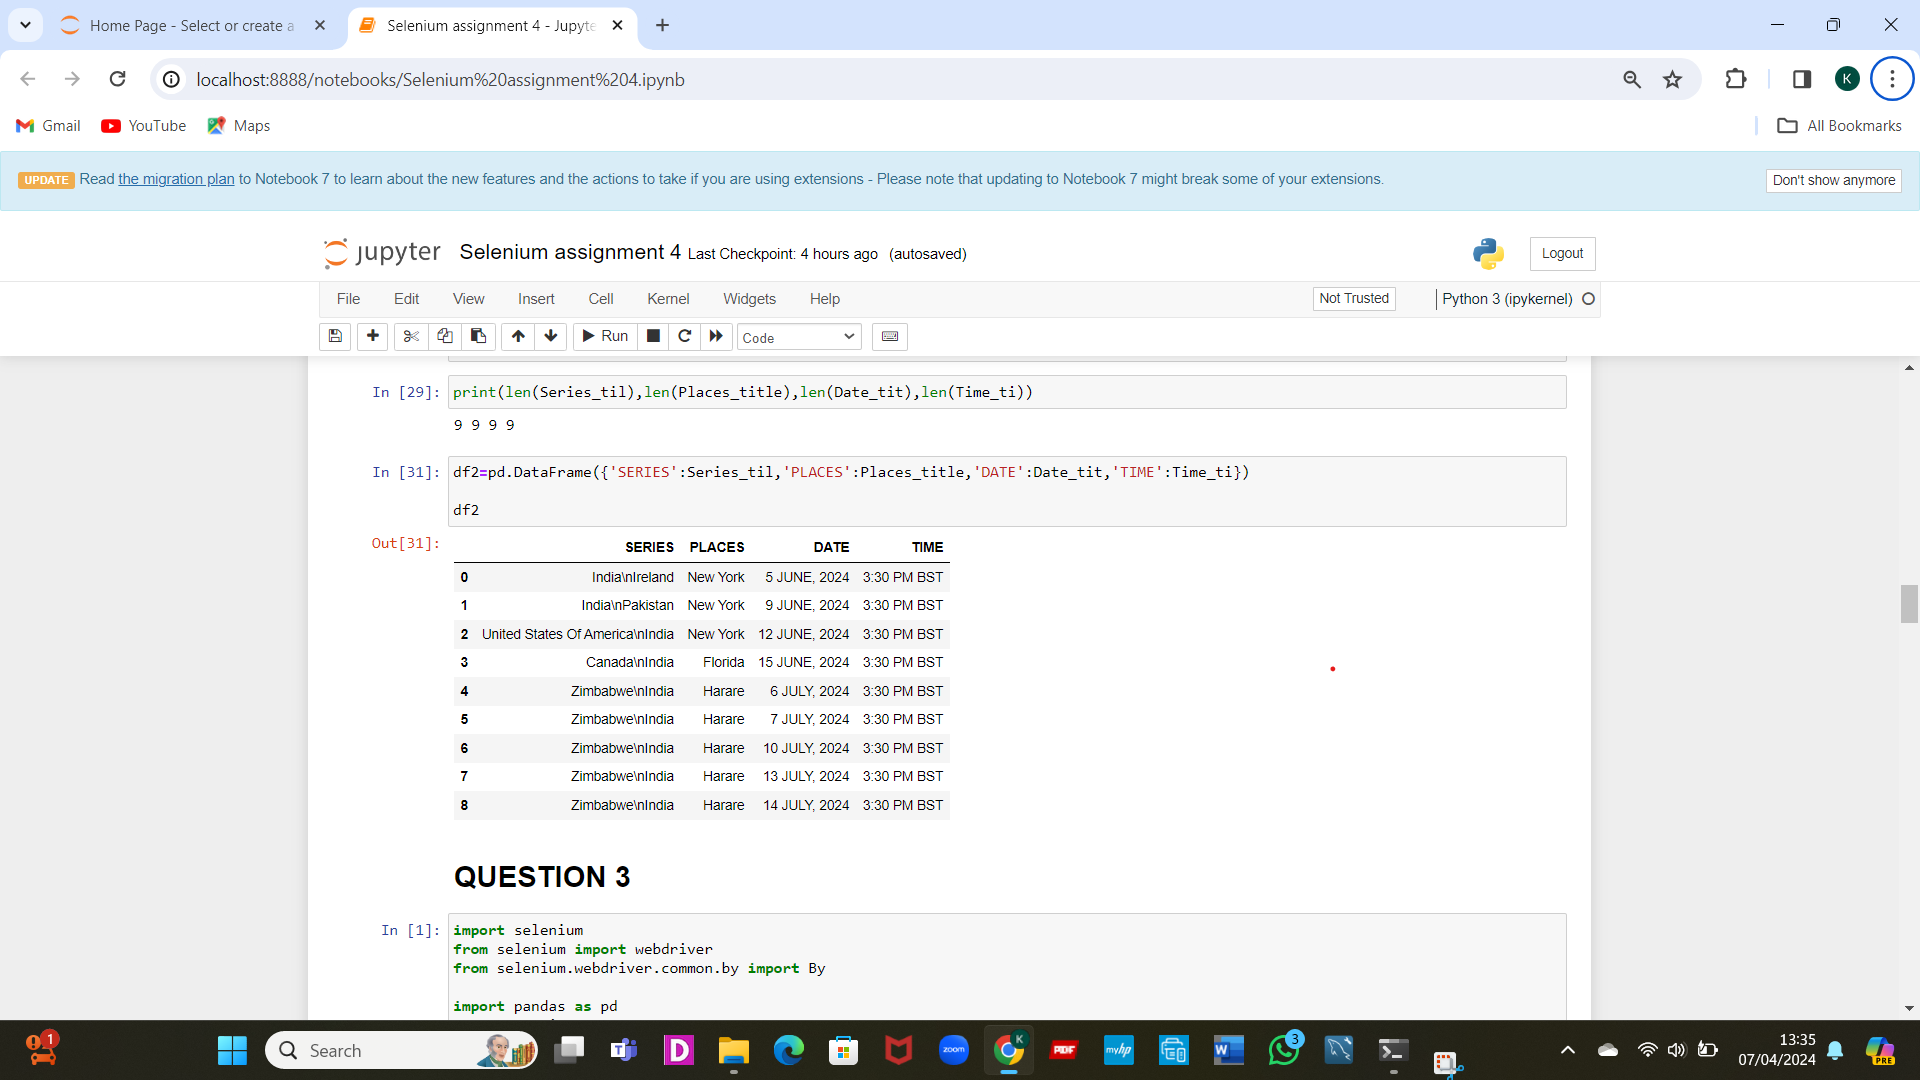 Home Page - Select or create a
Selenium assignment 4 - Jupyte
localhost:8888/notebooks/Selenium%20assignment%204.ipynb
K
Gmail
YouTube
Maps
All Bookmarks
UPDATE Read the migration plan to Notebook 7 to learn about the new features and the actions to take if you are using extensions - Please note that updating to Notebook 7 might break some of your extensions.
Don't show anymore
jupyter Selenium assignment 4 Last Checkpoint: 4 hours ago (autosaved)
Logout
File Edit View Insert Cell Kernel Widgets Help
Not Trusted
Python 3 (ipykernel)
Run
Code
In [29]: print(len(Series_til),len(Places_title),len(Date_tit),len(Time_ti))
9 9 9 9
In [31]: df2=pd.DataFrame({'SERIES':Series_til,'PLACES':Places_title,'DATE':Date_tit,'TIME':Time_ti})
df2
Out[31]:
SERIES PLACES DATE TIME
0 India\nIreland New York 5 JUNE, 2024 3:30 PM BST
1 India\nPakistan New York 9 JUNE, 2024 3:30 PM BST
2 United States Of America\nIndia New York 12 JUNE, 2024 3:30 PM BST
3 Canada\nIndia Florida 15 JUNE, 2024 3:30 PM BST
4 Zimbabwe\nIndia Harare 6 JULY, 2024 3:30 PM BST
5 Zimbabwe\nIndia Harare 7 JULY, 2024 3:30 PM BST
6 Zimbabwe\nIndia Harare 10 JULY, 2024 3:30 PM BST
7 Zimbabwe\nIndia Harare 13 JULY, 2024 3:30 PM BST
8 Zimbabwe\nIndia Harare 14 JULY, 2024 3:30 PM BST
QUESTION 3
In [1]: import selenium
from selenium import webdriver
from selenium.webdriver.common.by import By
import pandas as pd
1
Search
D
zoom
K
PDF
myhp
W
3
13:35
07/04/2024
PRE